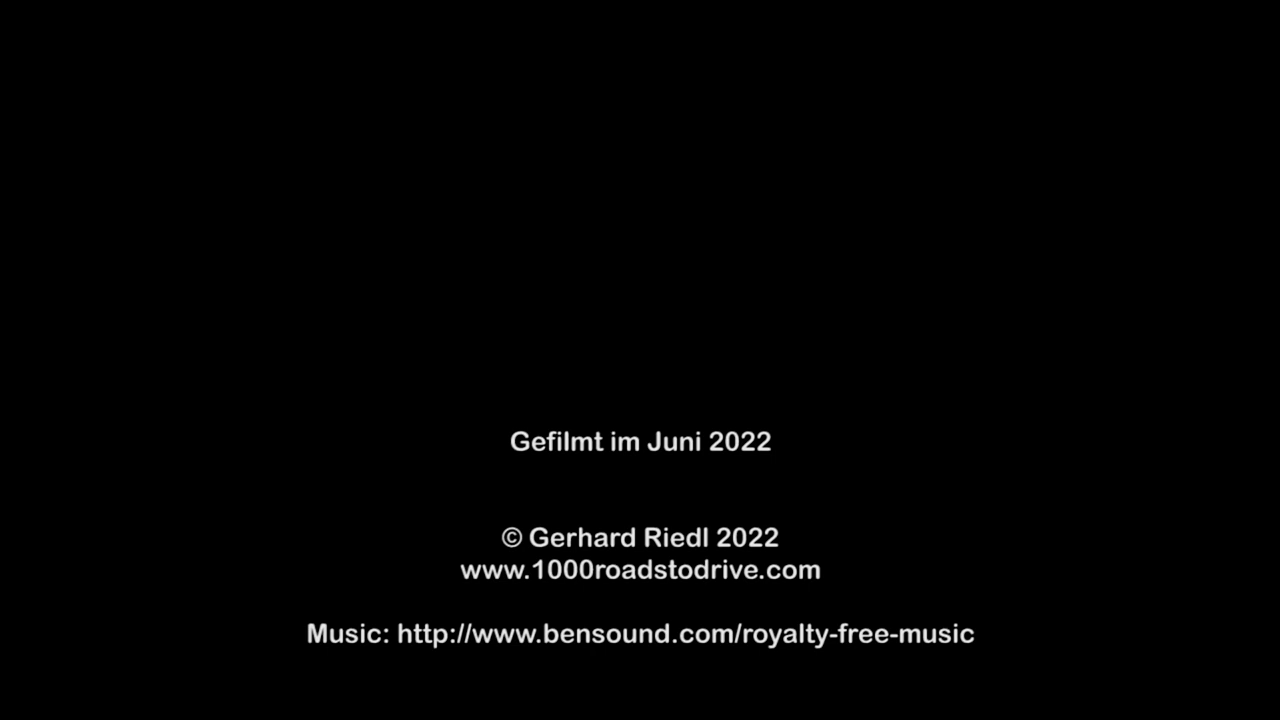 Gefilmt im Juni 2022
© Gerhard Riedl 2022
www.1000roadstodrive.com
Music: http://www.bensound.com/royalty-free-music